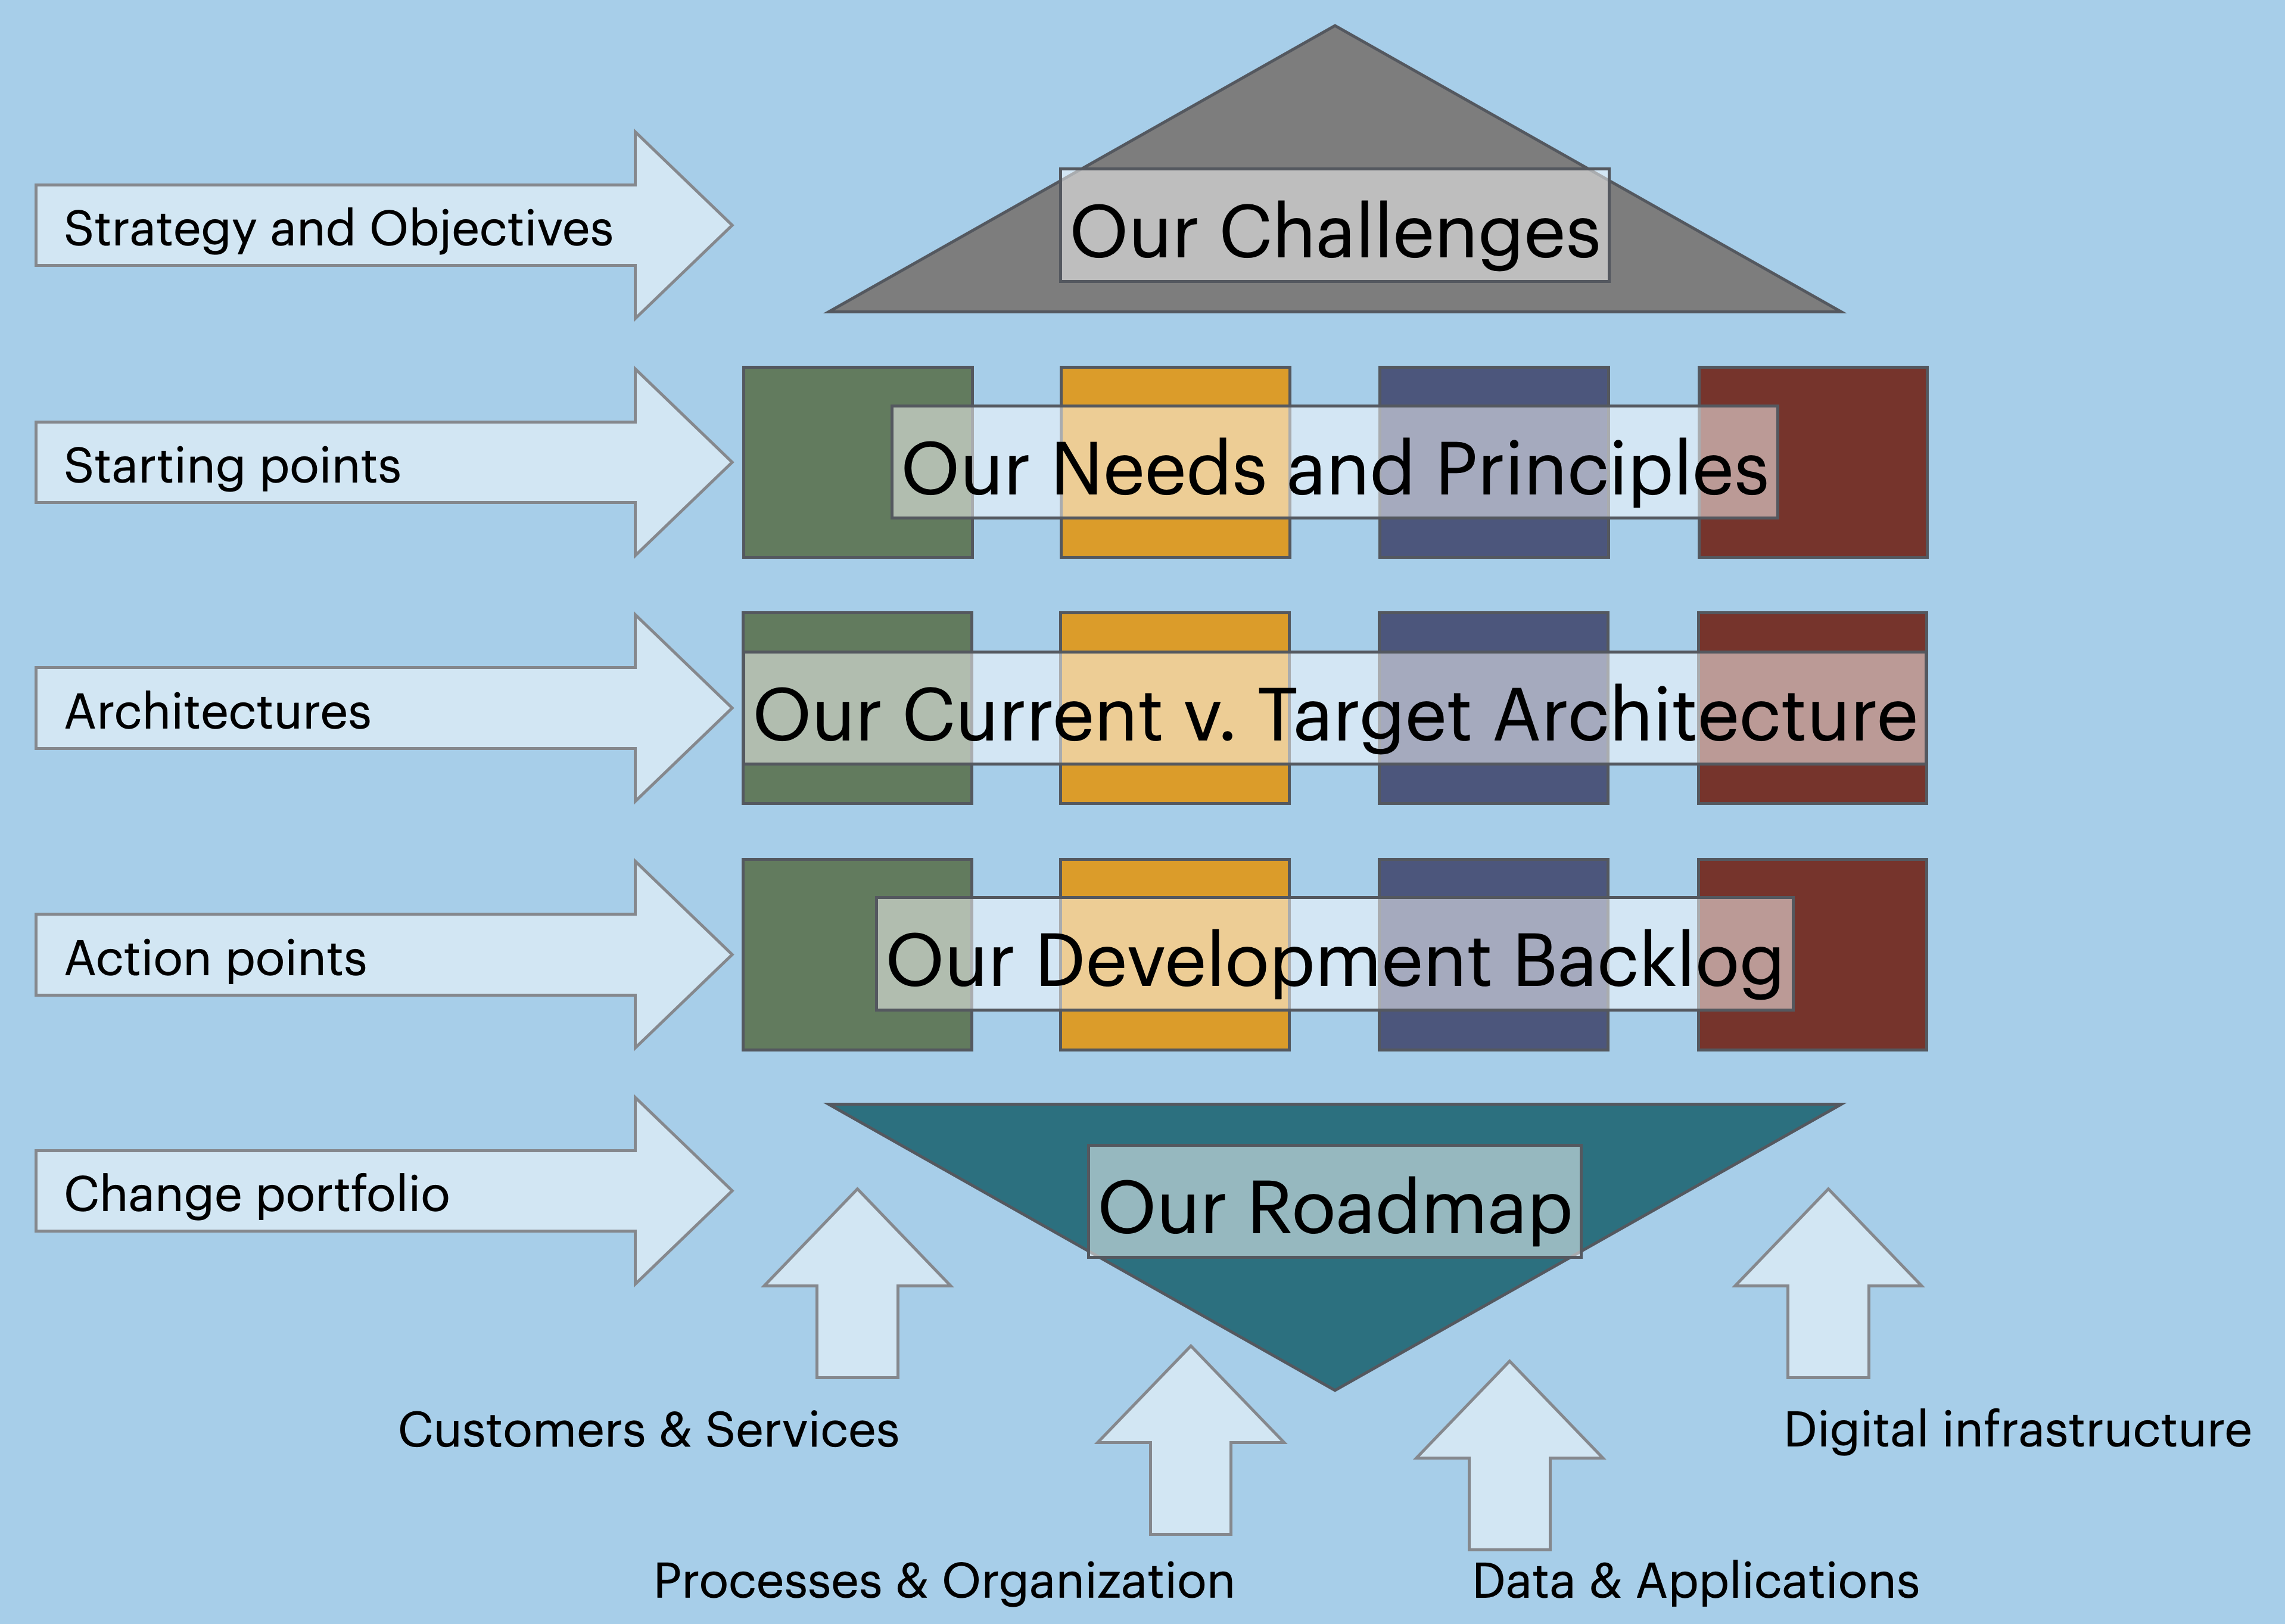 Strategy and Objectives
Our Challenges
Starting points
Our Needs and Principles
Architectures
Our Current v. Target Architecture
Action points
Our Development Backlog
Change portfolio
Our Roadmap
Customers & Services
Digital infrastructure
Processes & Organization
Data & Applications